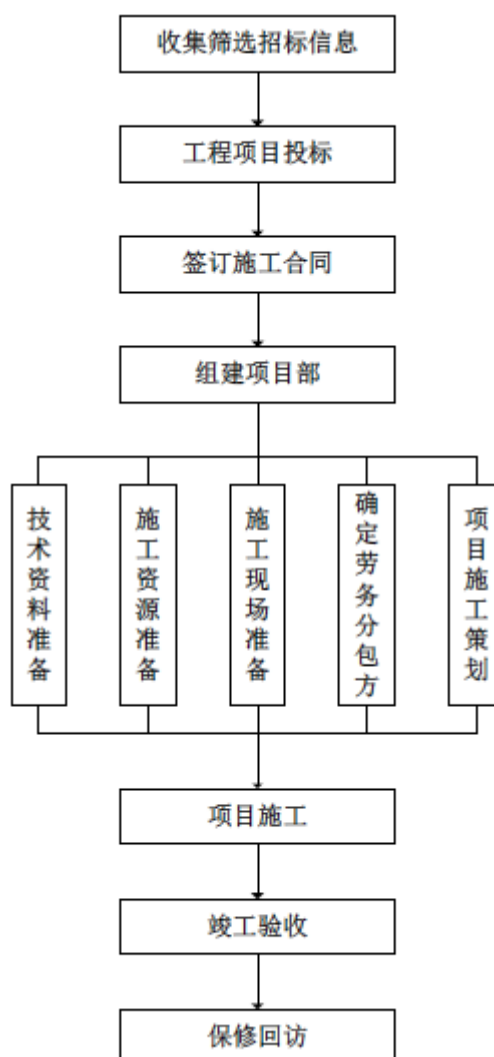 收集筛选招标信息
工程项目投标
签订施工合同
组建项目部
技术资料准备
施工资源准备
施工现场准备
确定劳务分包方
项目施工策划
项目施工
竣工验收
保修回访